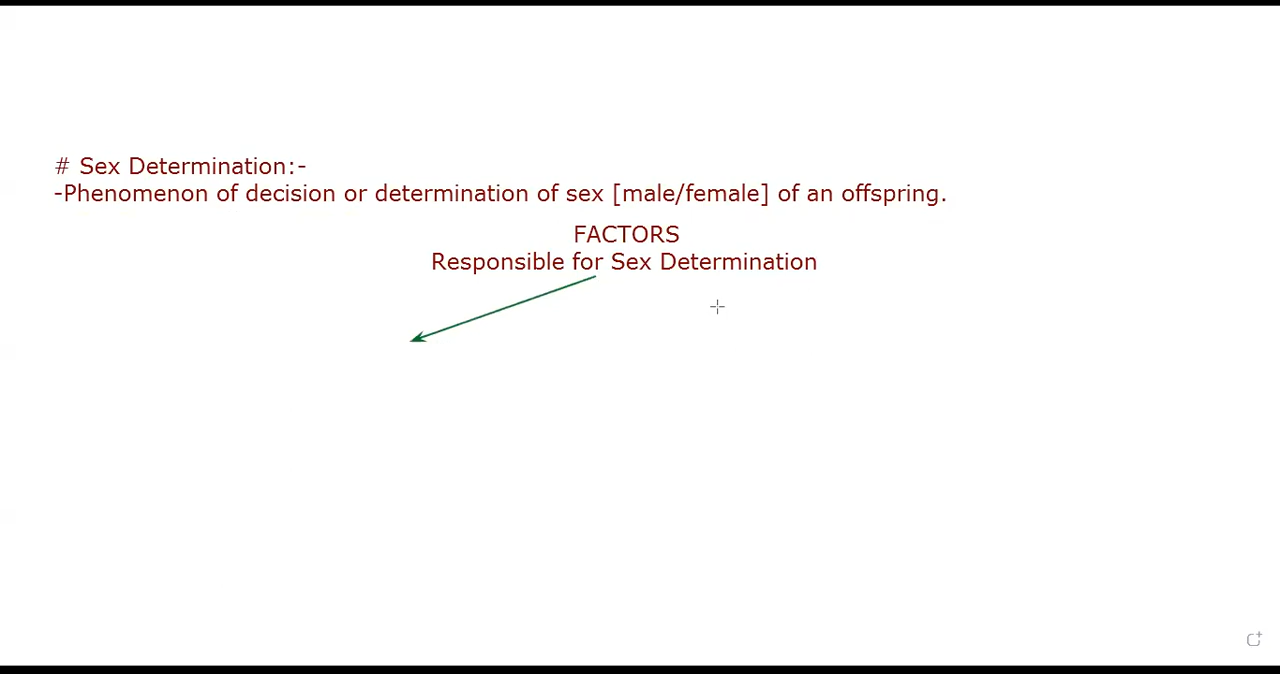 # Sex Determination:-
-Phenomenon of decision or determination of sex [male/female] of an offspring.
FACTORS
Responsible for Sex Determination